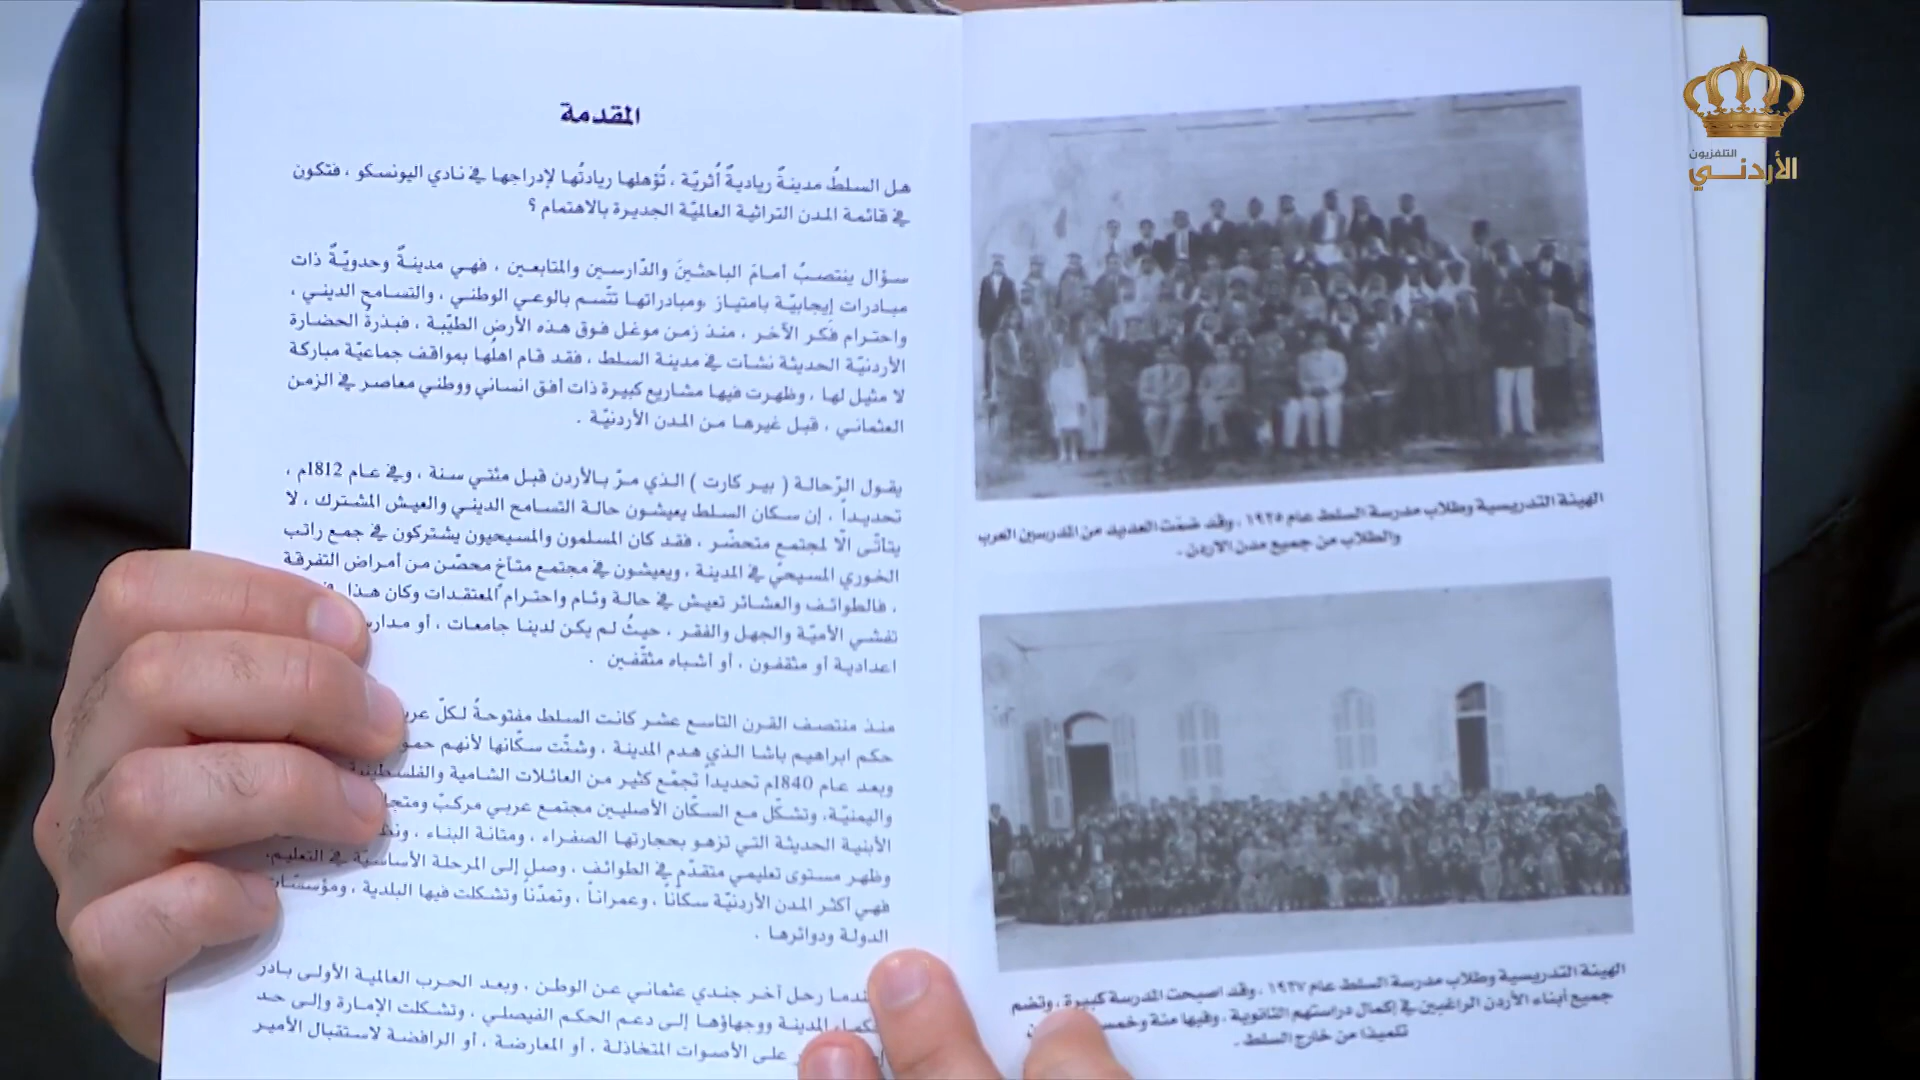 المقدمة
هل السلطُ مدينةٌ رياديةٌ أثريّة ، تُؤهلها ريادتُها لإدراجها في نادي اليونسكو ، فتكون
في قائمة المدن التراثية العالميّة الجديرة بالاهتمام ؟
سؤال ينتصبُ أمامَ الباحثينَ والدّارسين والمتابعين ، فهي مدينةٌ وحدويّةٌ ذات
مبادرات إيجابيّة بامتياز ومبادراتها تتّسم بالوعي الوطني ، والتسامح الديني ،
واحترام فكر الآخر ، منذ زمن موغل فوق هذه الأرض الطيّبة ، فبذرةُ الحضارة
الأردنيّة الحديثة نشأت في مدينة السلط ، فقد قام اهلُها بمواقف جماعيّة مباركة
لا مثيل لها ، وظهرت فيها مشاريع كبيرة ذات أفق انساني ووطني معاصر في الزمن
العثماني ، قبل غيرها من المدن الأردنيّة .
يقول الرّحالة ( بير كارت ) الذي مرّ بالأردن قبل مئتي سنة ، وفي عام 1812م ،
تحديداً ، إن سكان السلط يعيشون حالة التسامح الديني والعيش المشترك ، لا
يتأتّى الّا لمجتمعٍ متحضّر ، فقد كان المسلمون والمسيحيون يشتركون في جمع راتب
الخوري المسيحيّ في المدينة ، ويعيشون في مجتمع متآخٍ محصّن من أمراض التفرقة
، فالطوائف والعشائر تعيش في حالة وئام واحترام المعتقدات وكان هذا
تفشي الأميّة والجهل والفقر ، حيثُ لم يكن لدينا جامعات ، أو
اعدادية أو مثقفون ، أو أشباه مثقّفين .
منذ منتصف القرن التاسع عشر كانت السلط مفتوحةً لكلّ
حكم ابراهيم باشا الذي هدم المدينة ، وشتّت سكّانها لأنهم
وبعد عام 1840م تحديداً تجمّع كثير من العائلات الشامية والفلسطينية
واليمنيّة، وتشكّل مع السكّان الأصليين مجتمع عربي مركبّ
الأبنية الحديثة التي تزهو بحجارتها الصفراء ، ومتانة البناء ،
وظهر مستوى تعليمي متقدّم في الطوائف ، وصل إلى المرحلة الأساسيّة في التعليم.
فهي أكثر المدن الأردنيّة سكاناً ، وعمراناً ، وتمدّناً وتشكلت فيها البلدية ، ومؤسسّات
الدولة ودوائرها .
رحل آخر جندي عثماني عن الوطن ، وبعد الحرب العالمية الأولى بادر
المدينة ووجهاؤها إلى دعم الحكم الفيصلي ، وتشكلت الإمارة وإلى حد
على الأصوات المتخاذلة ، أو المعارضة ، أو الرافضة لاستقبال الأمير
الهيئة التدريسية وطلاب مدرسة السلط عام ١٩٢٥ ، وقد ضمّت العديد من المدرسين العرب
والطلاب من جميع مدن الاردن .
الهيئة التدريسية وطلاب مدرسة السلط عام ١٩٢٧ ، وقد اصبحت المدرسة كبيرة ، وتضم
جميع أبناء الأردن الراغبين في إكمال دراستهم الثانوية ، وفيها مئة
تلميذا من خارج السلط .
التلفزيون
الأردني